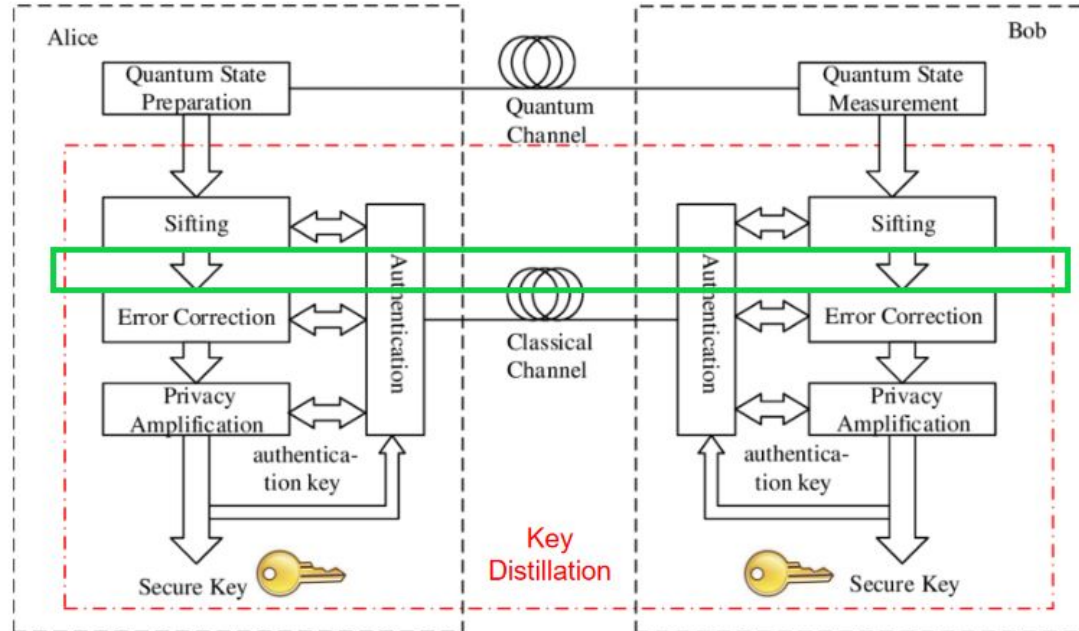 Alice
Bob
Quantum State
Preparation
Quantum
Channel
Quantum State
Measurement
Sifting
Authentication
Authentication
Sifting
Error Correction
Classical
Channel
Error Correction
Privacy
Amplification
Privacy
Amplification
authentica-
tion key
authentica-
tion key
Key
Distillation
Secure Key
Secure Key